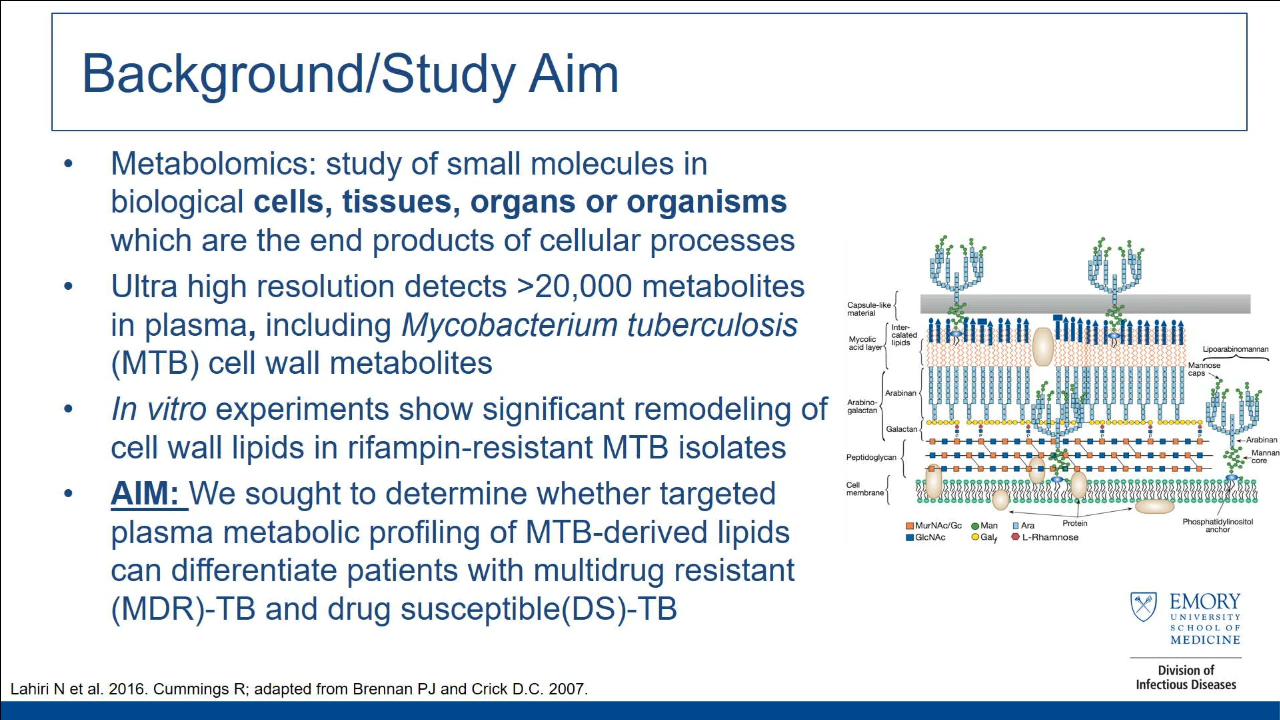 Background/Study Aim
• Metabolomics: study of small molecules in
biological cells, tissues, organs or organisms
which are the end products of cellular processes
• Ultra high resolution detects >20,000 metabolites
in plasma, including Mycobacterium tuberculosis
(MTB) cell wall metabolites
• In vitro experiments show significant remodeling of
cell wall lipids in rifampin-resistant MTB isolates
• AIM: We sought to determine whether targeted
plasma metabolic profiling of MTB-derived lipids
can differentiate patients with multidrug resistant
(MDR)-TB and drug susceptible(DS)-TB
Capsule-like
material
Mycolic
acid layer
Inter-
calated
lipids
Arabino-
galactan
Arabinan
Galactan
Peptidoglycan
Cell
membrane
Lipoarabinomannan
Mannose
caps
Arabinan
Mannan
core
Phosphatidylinositol
anchor
Protein
MurNAc/Gc Man Ara
GlcNAc Galf L-Rhamnose
EMORY
UNIVERSITY
SCHOOL OF
MEDICINE
Division of
Infectious Diseases
Lahiri N et al. 2016. Cummings R; adapted from Brennan PJ and Crick D.C. 2007.